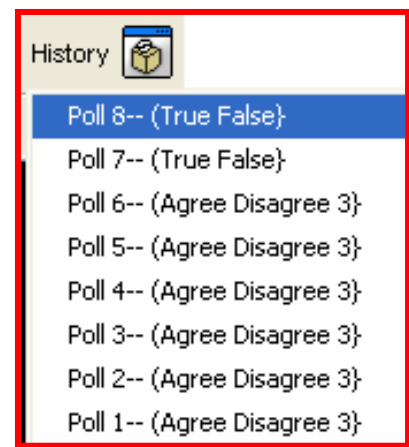 History
Poll 8-- (True False}
Poll 7-- (True False}
Poll 6-- (Agree Disagree 3}
Poll 5-- (Agree Disagree 3}
Poll 4-- (Agree Disagree 3}
Poll 3-- (Agree Disagree 3}
Poll 2-- (Agree Disagree 3}
Poll 1-- (Agree Disagree 3}